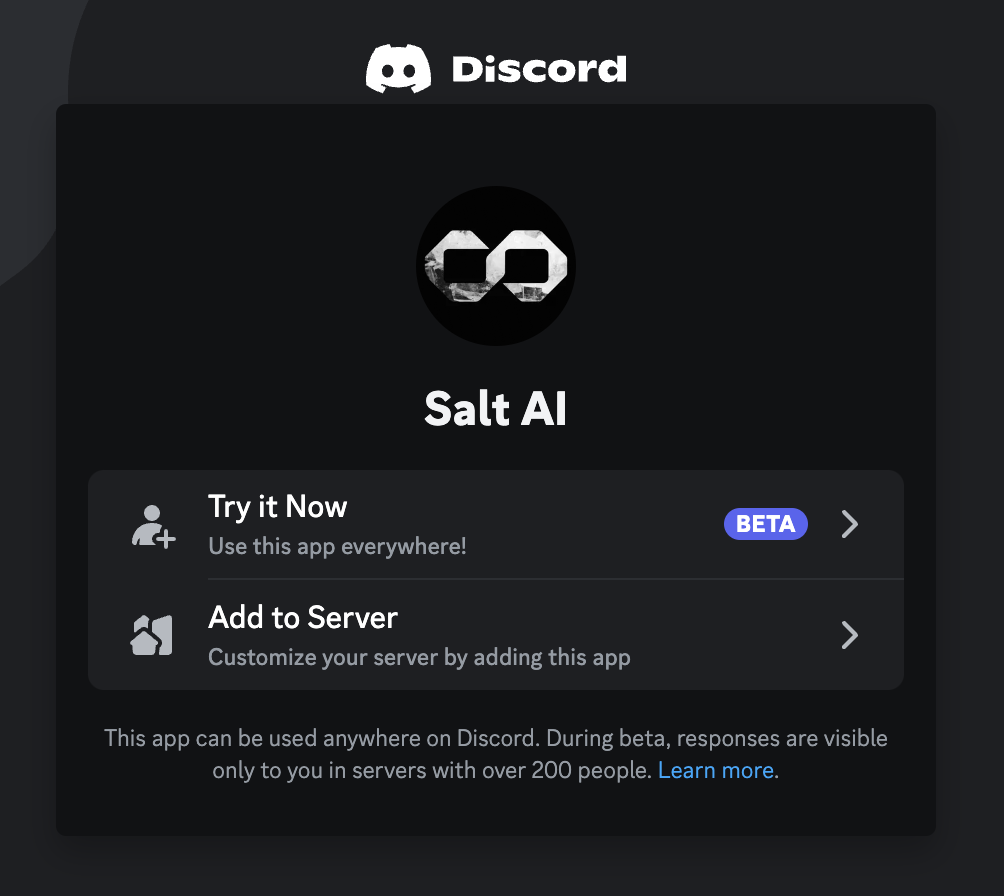 Discord
Salt AI
Try it Now
BETA
Use this app everywhere!
Add to Server
Customize your server by adding this app
This app can be used anywhere on Discord. During beta, responses are visible
only to you in servers with over 200 people. Learn more.